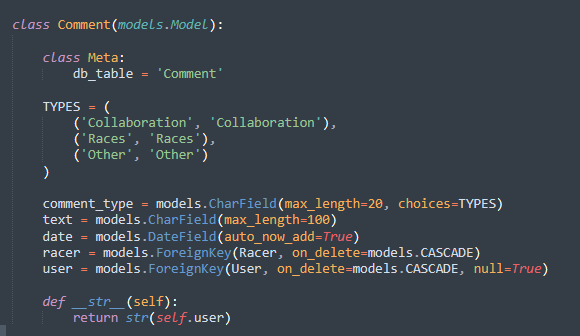 class Comment(models.Model):
class Meta:
db_table = 'Comment'
TYPES = (
('Collaboration', 'Collaboration'),
('Races', 'Races'),
('Other', 'Other')
)
comment_type = models.CharField(max_length=20, choices=TYPES)
text = models.CharField(max_length=100)
date = models.DateField(auto_now_add=True)
racer = models.ForeignKey(Racer, on_delete=models.CASCADE)
user = models.ForeignKey(User, on_delete=models.CASCADE, null=True)
def __str__(self):
return str(self.user)